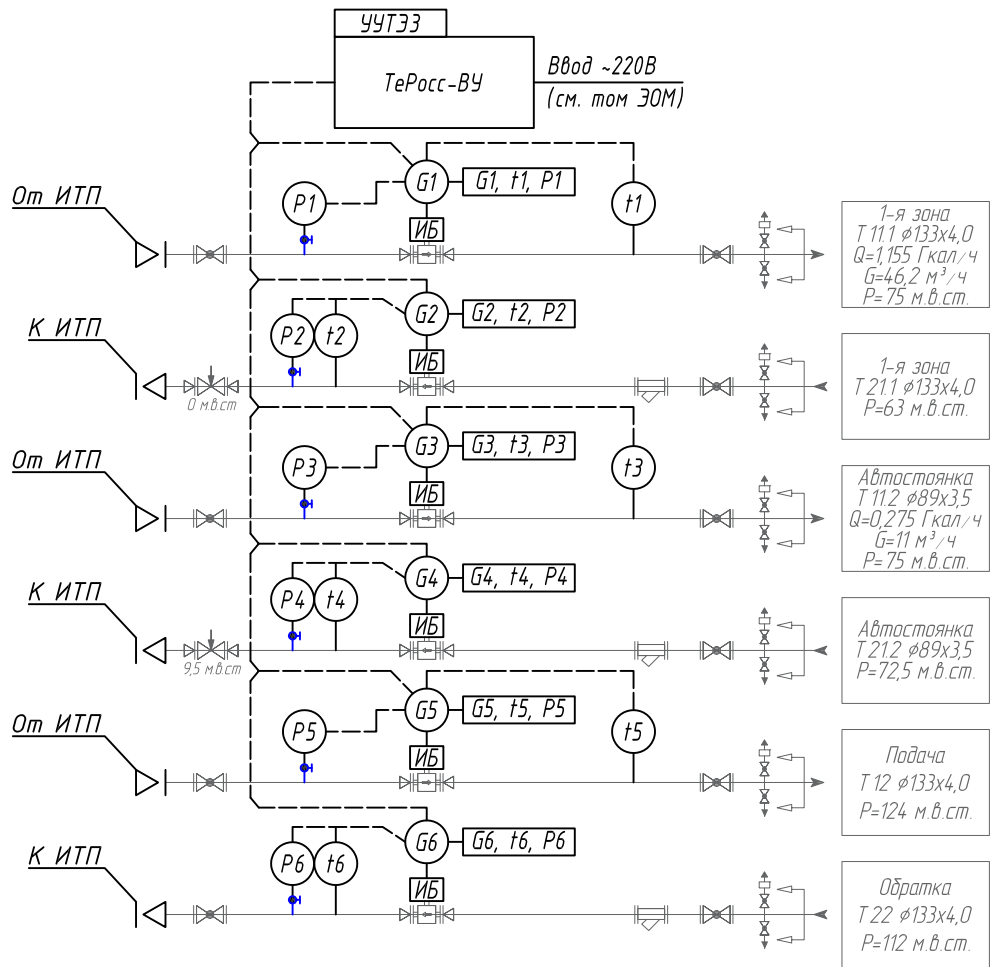 УУТЭЗ
ТеРосс-ВУ
Ввод ~220В
(см. том ЭОМ)
От ИТП
P1
G1
G1, t1, P1
t1
ИБ
1-я зона
Т 11.1 ⌀133х4,0
Q=1,155 Гкал/ч
G=46,2 м³/ч
P=75 м.в.ст.
К ИТП
P2
t2
G2
G2, t2, P2
ИБ
0 м.в.ст
1-я зона
Т 21.1 ⌀133х4,0
P=63 м.в.ст.
От ИТП
P3
G3
G3, t3, P3
t3
ИБ
Автостоянка
Т 11.2 ⌀89х3,5
Q=0,275 Гкал/ч
G=11 м³/ч
P=75 м.в.ст.
К ИТП
P4
t4
G4
G4, t4, P4
ИБ
9,5 м.в.ст
Автостоянка
Т 21.2 ⌀89х3,5
P=72,5 м.в.ст.
От ИТП
P5
G5
G5, t5, P5
t5
ИБ
Подача
Т 12 ⌀133х4,0
P=124 м.в.ст.
К ИТП
P6
t6
G6
G6, t6, P6
ИБ
Обратка
Т 22 ⌀133х4,0
P=112 м.в.ст.